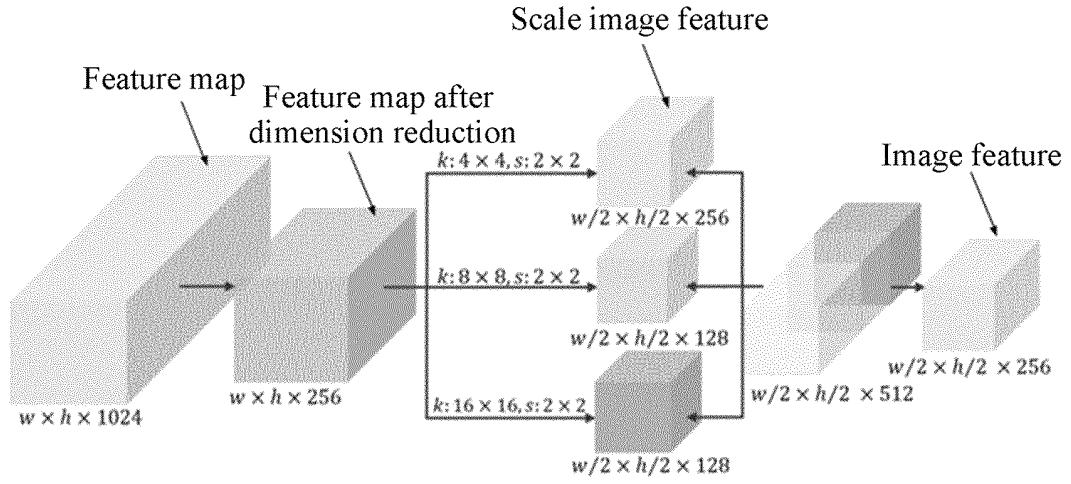 Scale image feature
Feature map
Feature map after
dimension reduction
Image feature
k: 4 × 4, s: 2 × 2
w/2 × h/2 × 256
k: 8 × 8, s: 2 × 2
w/2 × h/2 × 128
k: 16 × 16, s: 2 × 2
w/2 × h/2 × 128
w × h × 1024
w × h × 256
w/2 × h/2 × 512
w/2 × h/2 × 256